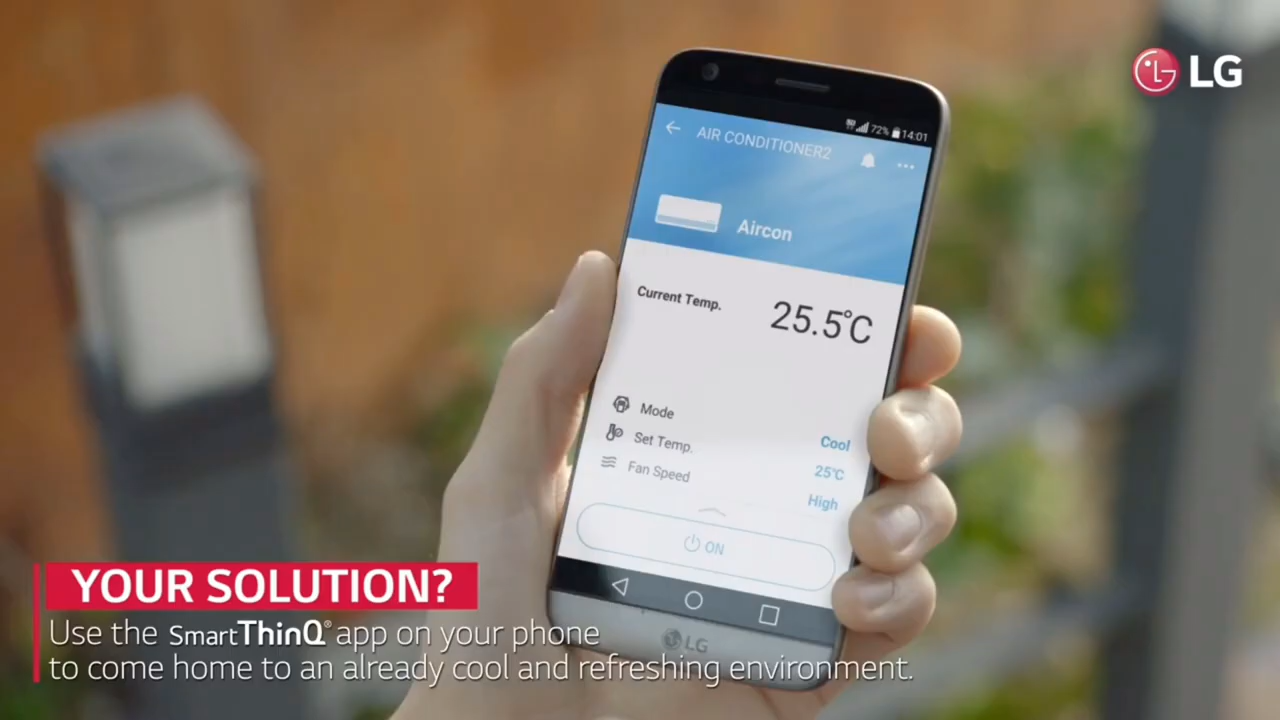 LG
72% 14:01
AIR CONDITIONER2
Aircon
Current Temp. 25.5°C
Mode Cool
Set Temp. 25°C
Fan Speed High
ON
LG
YOUR SOLUTION?
Use the SmartThinQ® app on your phone
to come home to an already cool and refreshing environment.